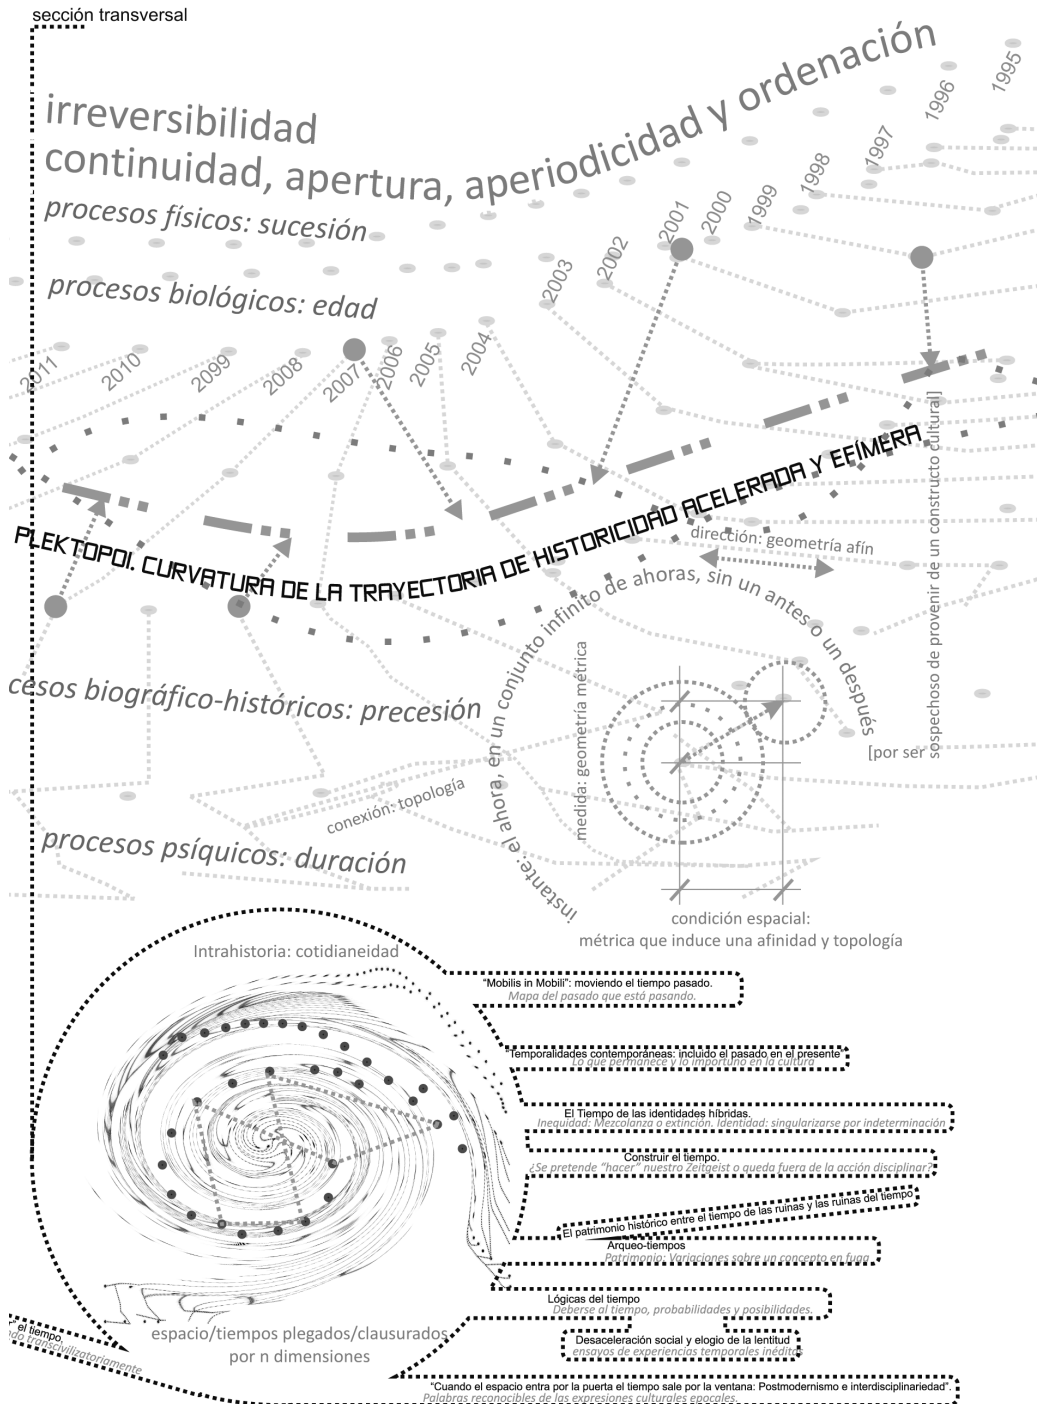 sección transversal
irreversibilidad
continuidad, apertura, aperiodicidad y ordenación
procesos físicos: sucesión
procesos biológicos: edad
1995
1996
1997
1998
1999
2000
2001
2002
2003
2004
2005
2006
2007
2008
2099
2010
2011
PLEKTOPOI. CURVATURA DE LA TRAYECTORIA DE HISTORICIDAD ACELERADA Y EFÍMERA
dirección: geometría afín
[por ser sospechoso de provenir de un constructo cultural]
instante: el ahora, en un conjunto infinito de ahoras, sin un antes o un después
medida: geometría métrica
cesos biográfico-históricos: precesión
conexión: topología
procesos psíquicos: duración
condición espacial:
métrica que induce una afinidad y topología
Intrahistoria: cotidianeidad
"Mobilis in Mobili": moviendo el tiempo pasado.
Mapa del pasado que está pasando.
"Temporalidades contemporáneas: incluido el pasado en el presente"
Lo que permanece y lo importuno en la cultura
El Tiempo de las identidades híbridas.
Inequidad: Mezcolanza o extinción. Identidad: singularizarse por indeterminación
Construir el tiempo.
¿Se pretende "hacer" nuestro Zeitgeist o queda fuera de la acción disciplinar?
El patrimonio histórico entre el tiempo de las ruinas y las ruinas del tiempo
Arqueo-tiempos
Patrimonio: Variaciones sobre un concepto en fuga
Lógicas del tiempo
Deberse al tiempo, probabilidades y posibilidades.
Desaceleración social y elogio de la lentitud
ensayos de experiencias temporales inéditas
"Cuando el espacio entra por la puerta el tiempo sale por la ventana: Postmodernismo e interdisciplinariedad".
Palabras reconocibles de las expresiones culturales epocales.
espacio/tiempos plegados/clausurados
por n dimensiones
el tiempo.
transcivilizatoriamente